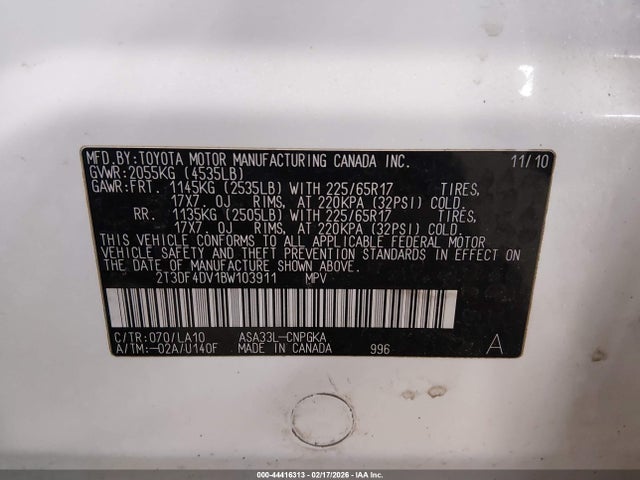 MFD.BY:TOYOTA MOTOR MANUFACTURING CANADA INC. 11/10
GVWR:2055KG (4535LB)
GAWR:FRT. 1145KG (2535LB) WITH 225/65R17 TIRES,
17X7.0J RIMS, AT 220KPA (32PSI) COLD.
RR. 1135KG (2505LB) WITH 225/65R17 TIRES,
17X7.0J RIMS, AT 220KPA (32PSI) COLD.
THIS VEHICLE CONFORMS TO ALL APPLICABLE FEDERAL MOTOR
VEHICLE SAFETY AND THEFT PREVENTION STANDARDS IN EFFECT ON
THE DATE OF MANUFACTURE SHOWN ABOVE.
2T3DF4DV1BW103911 MPV
C/TR:070/LA10 ASA33L-CNPGKA
A/TM:-02A/U140F MADE IN CANADA 996 A
000-44416313 - 02/17/2026 - IAA Inc.